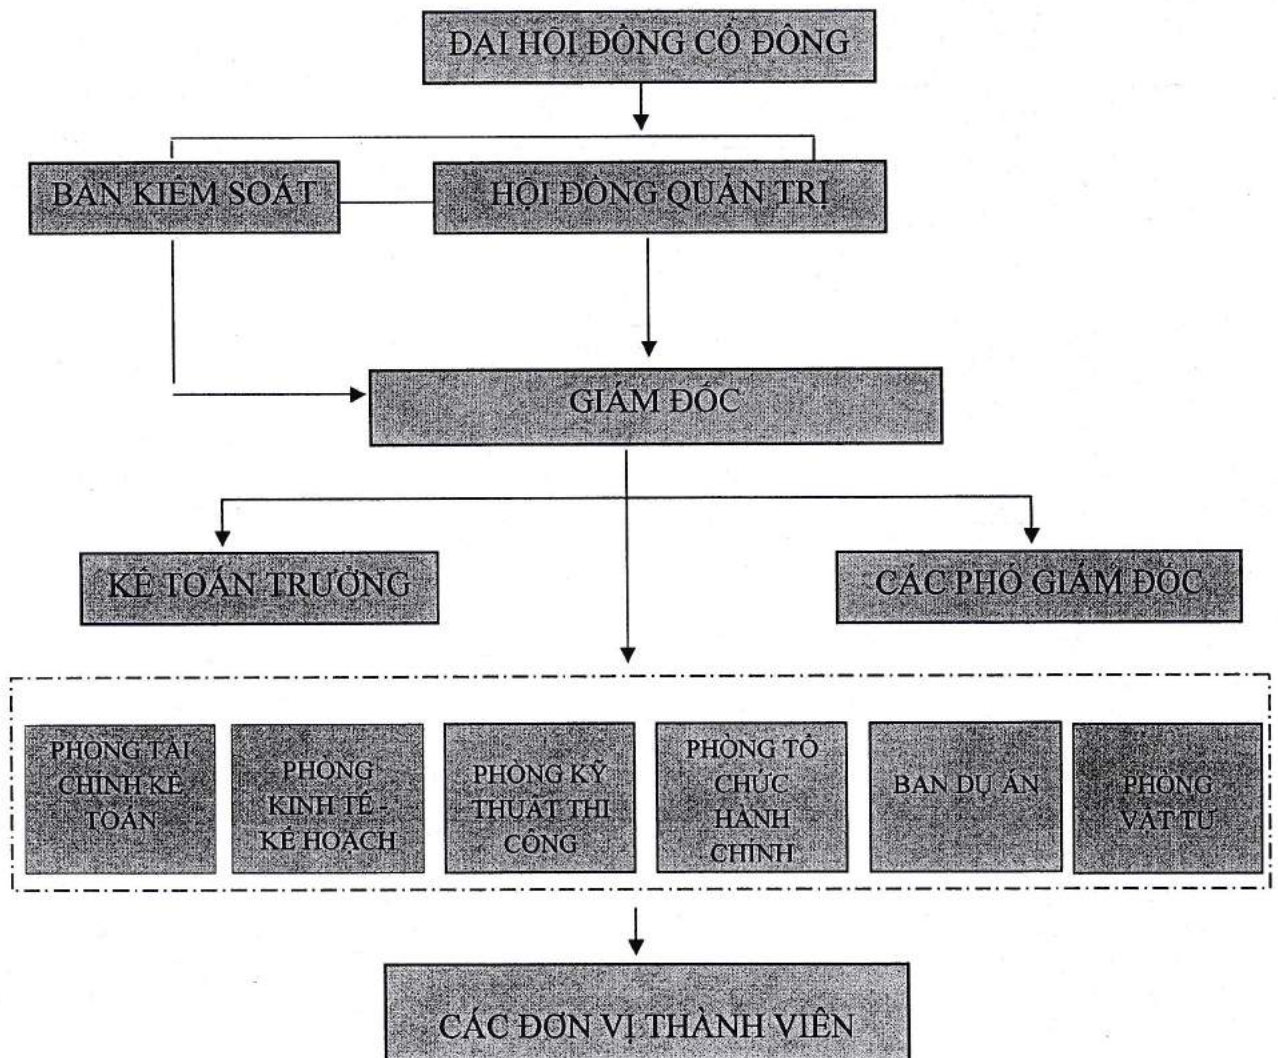 ĐẠI HỘI ĐỒNG CỔ ĐÔNG
BAN KIỂM SOÁT
HỘI ĐỒNG QUẢN TRỊ
GIÁM ĐỐC
KẾ TOÁN TRƯỞNG
CÁC PHÓ GIÁM ĐỐC
PHÒNG TÀI
CHÍNH KẾ
TOÁN
PHÒNG
KINH TẾ -
KẾ HOẠCH
PHÒNG KỸ
THUẬT THI
CÔNG
PHÒNG TỔ
CHỨC
HÀNH
CHÍNH
BAN DỰ ÁN
PHÒNG
VẬT TƯ
CÁC ĐƠN VỊ THÀNH VIÊN